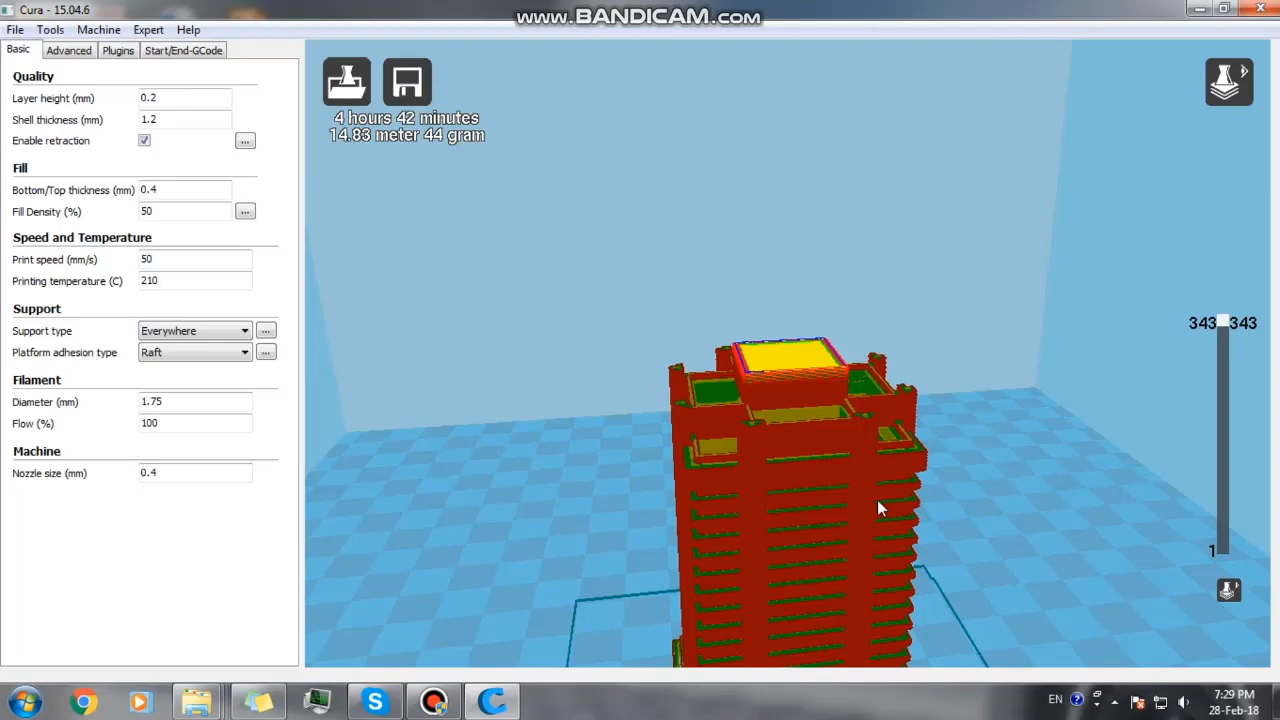 Cura - 15.04.6
www.BANDICAM.com
File Tools Machine Expert Help
Basic Advanced Plugins Start/End-GCode
Quality
Layer height (mm) 0.2
Shell thickness (mm) 1.2
Enable retraction ...
Fill
Bottom/Top thickness (mm) 0.4
Fill Density (%) 50 ...
Speed and Temperature
Print speed (mm/s) 50
Printing temperature (C) 210
Support
Support type Everywhere ...
Platform adhesion type Raft ...
Filament
Diameter (mm) 1.75
Flow (%) 100
Machine
Nozzle size (mm) 0.4
4 hours 42 minutes
14.83 meter 44 gram
343 343
1
EN 7:29 PM
28-Feb-18